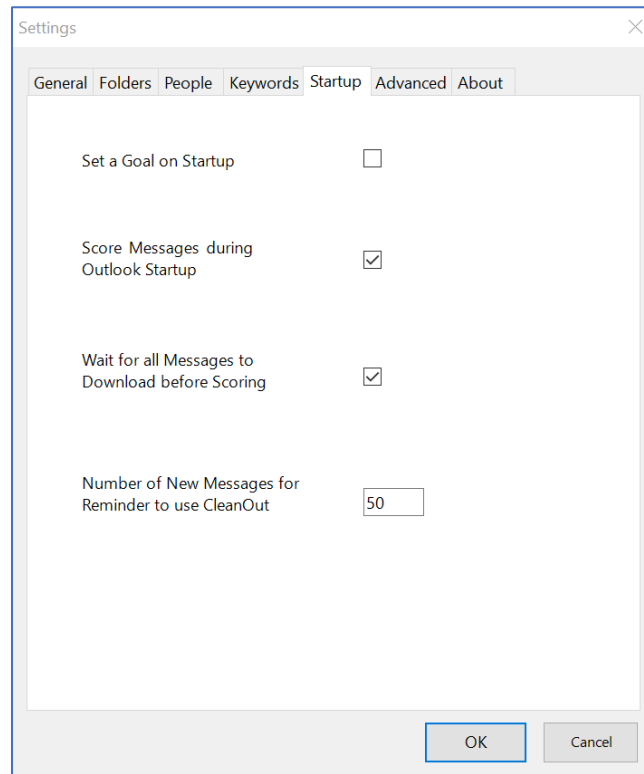 Settings
General Folders People Keywords Startup Advanced About
Set a Goal on Startup
Score Messages during
Outlook Startup
Wait for all Messages to
Download before Scoring
Number of New Messages for
Reminder to use CleanOut
50
OK Cancel